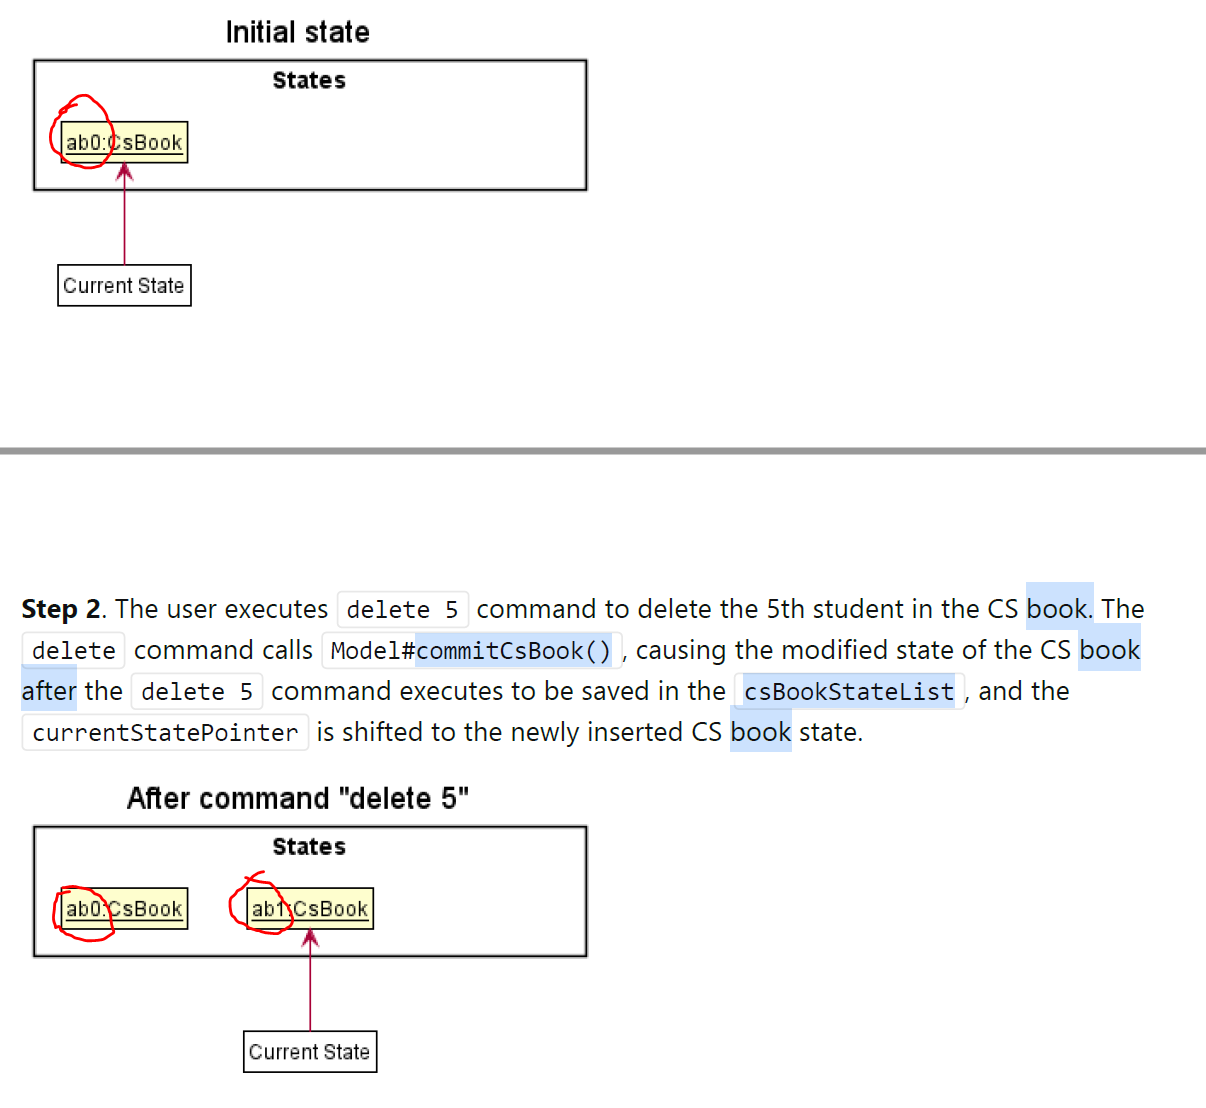 Initial state
States
ab0:CsBook
Current State
Step 2. The user executes delete 5 command to delete the 5th student in the CS book. The
delete command calls Model#commitCsBook() , causing the modified state of the CS book
after the delete 5 command executes to be saved in the csBookStateList , and the
currentStatePointer is shifted to the newly inserted CS book state.
After command "delete 5"
States
ab0:CsBook ab1:CsBook
Current State